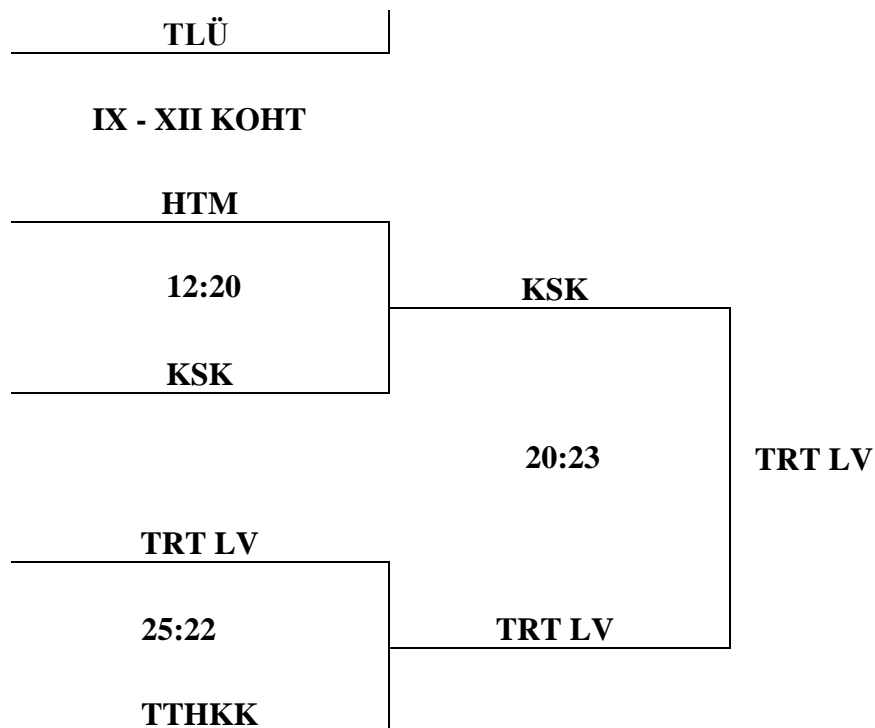 TLÜ
IX - XII KOHT
HTM
12:20
KSK
KSK
20:23
TRT LV
TRT LV
25:22
TRT LV
TTHKK